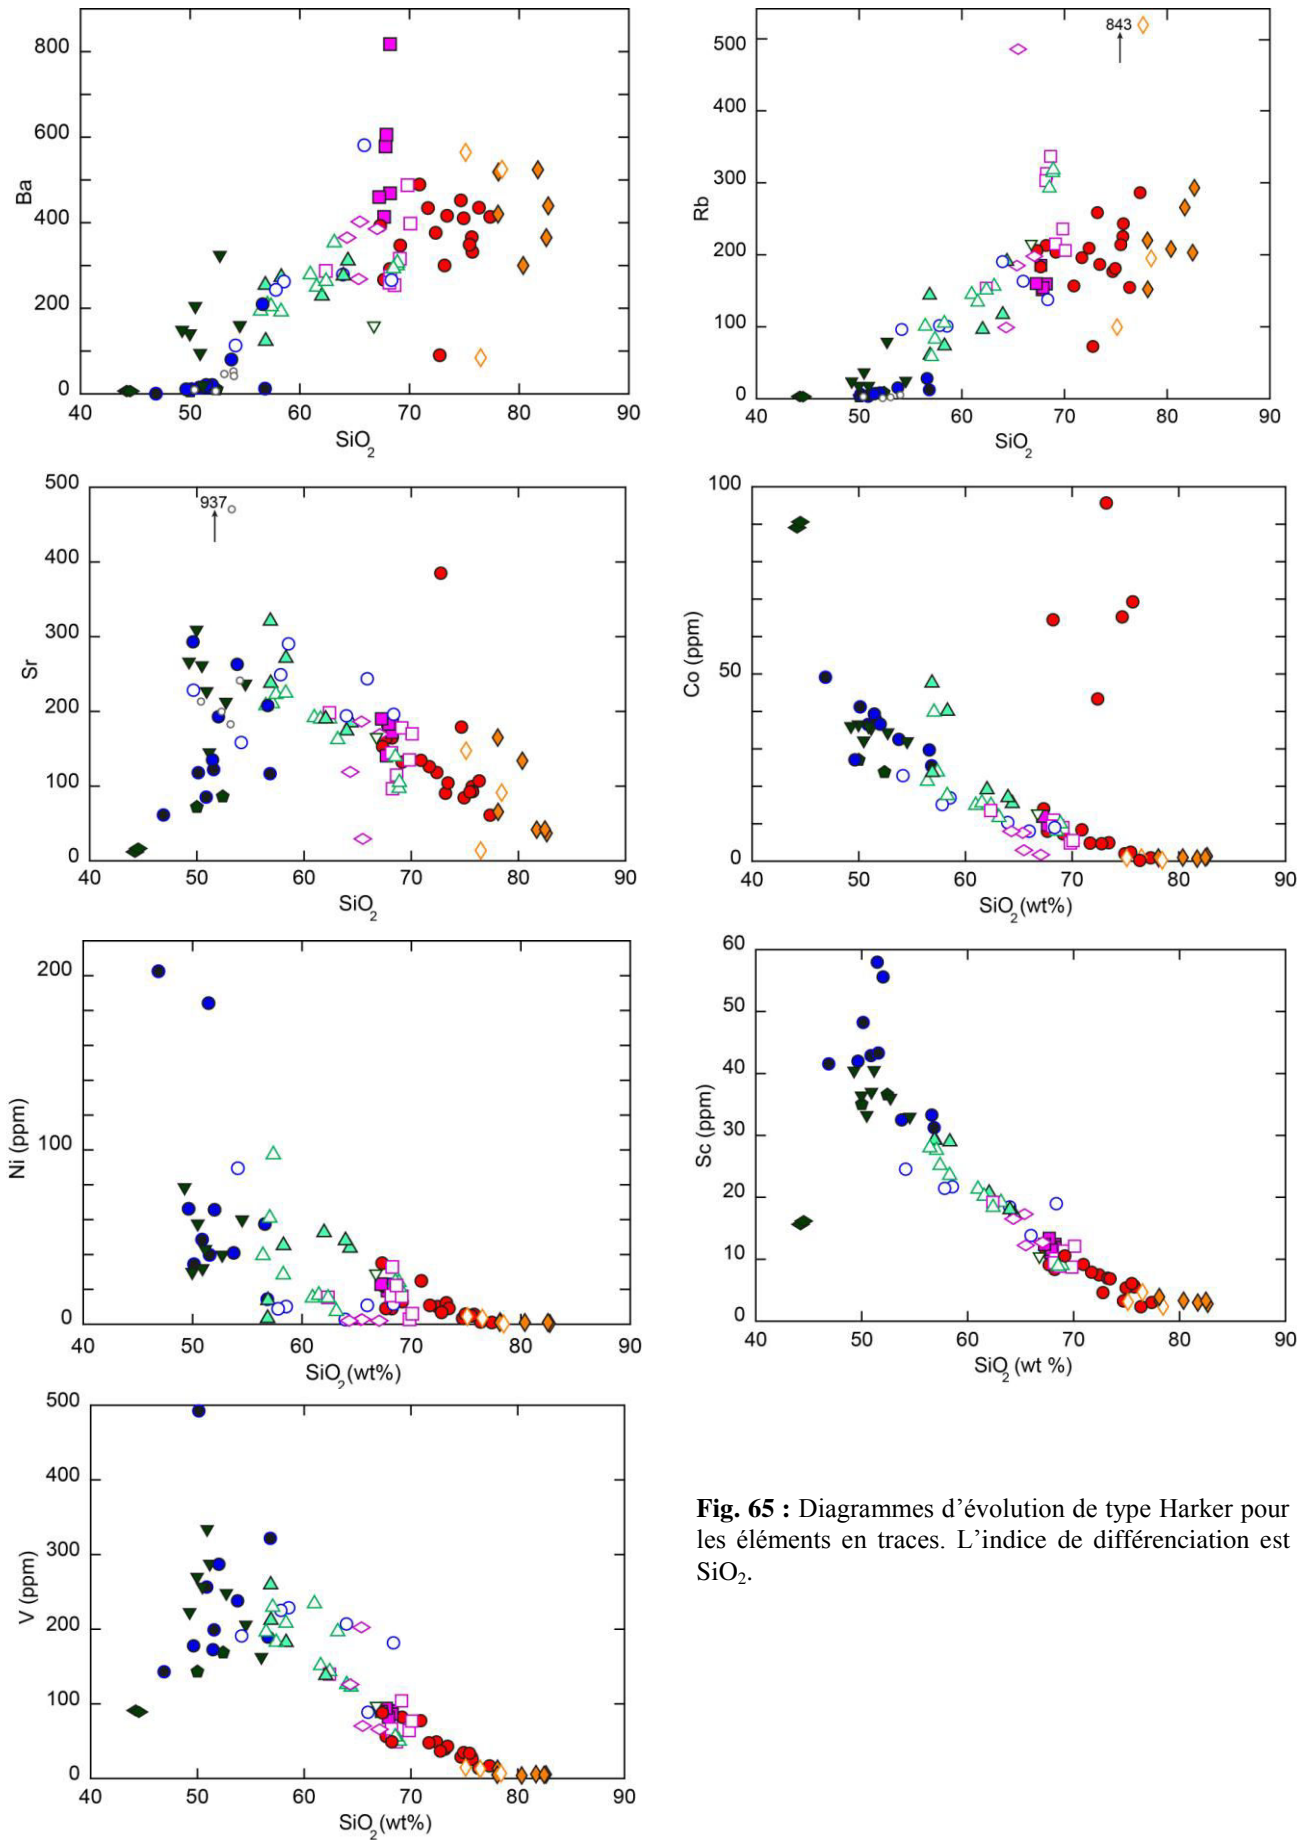 800
600
400
200
0
Ba
40 50 60 70 80 90
SiO2
843
500
400
300
200
100
0
Rb
40 50 60 70 80 90
SiO2
500
400
300
200
100
0
Sr
937
40 50 60 70 80 90
SiO2
100
50
0
Co (ppm)
40 50 60 70 80 90
SiO2 (wt%)
200
100
0
Ni (ppm)
40 50 60 70 80 90
SiO2 (wt%)
60
50
40
30
20
10
0
Sc (ppm)
40 50 60 70 80 90
SiO2 (wt %)
500
400
300
200
100
0
V (ppm)
40 50 60 70 80 90
SiO2 (wt%)
Fig. 65 : Diagrammes d’évolution de type Harker pour
les éléments en traces. L’indice de différenciation est
SiO2.